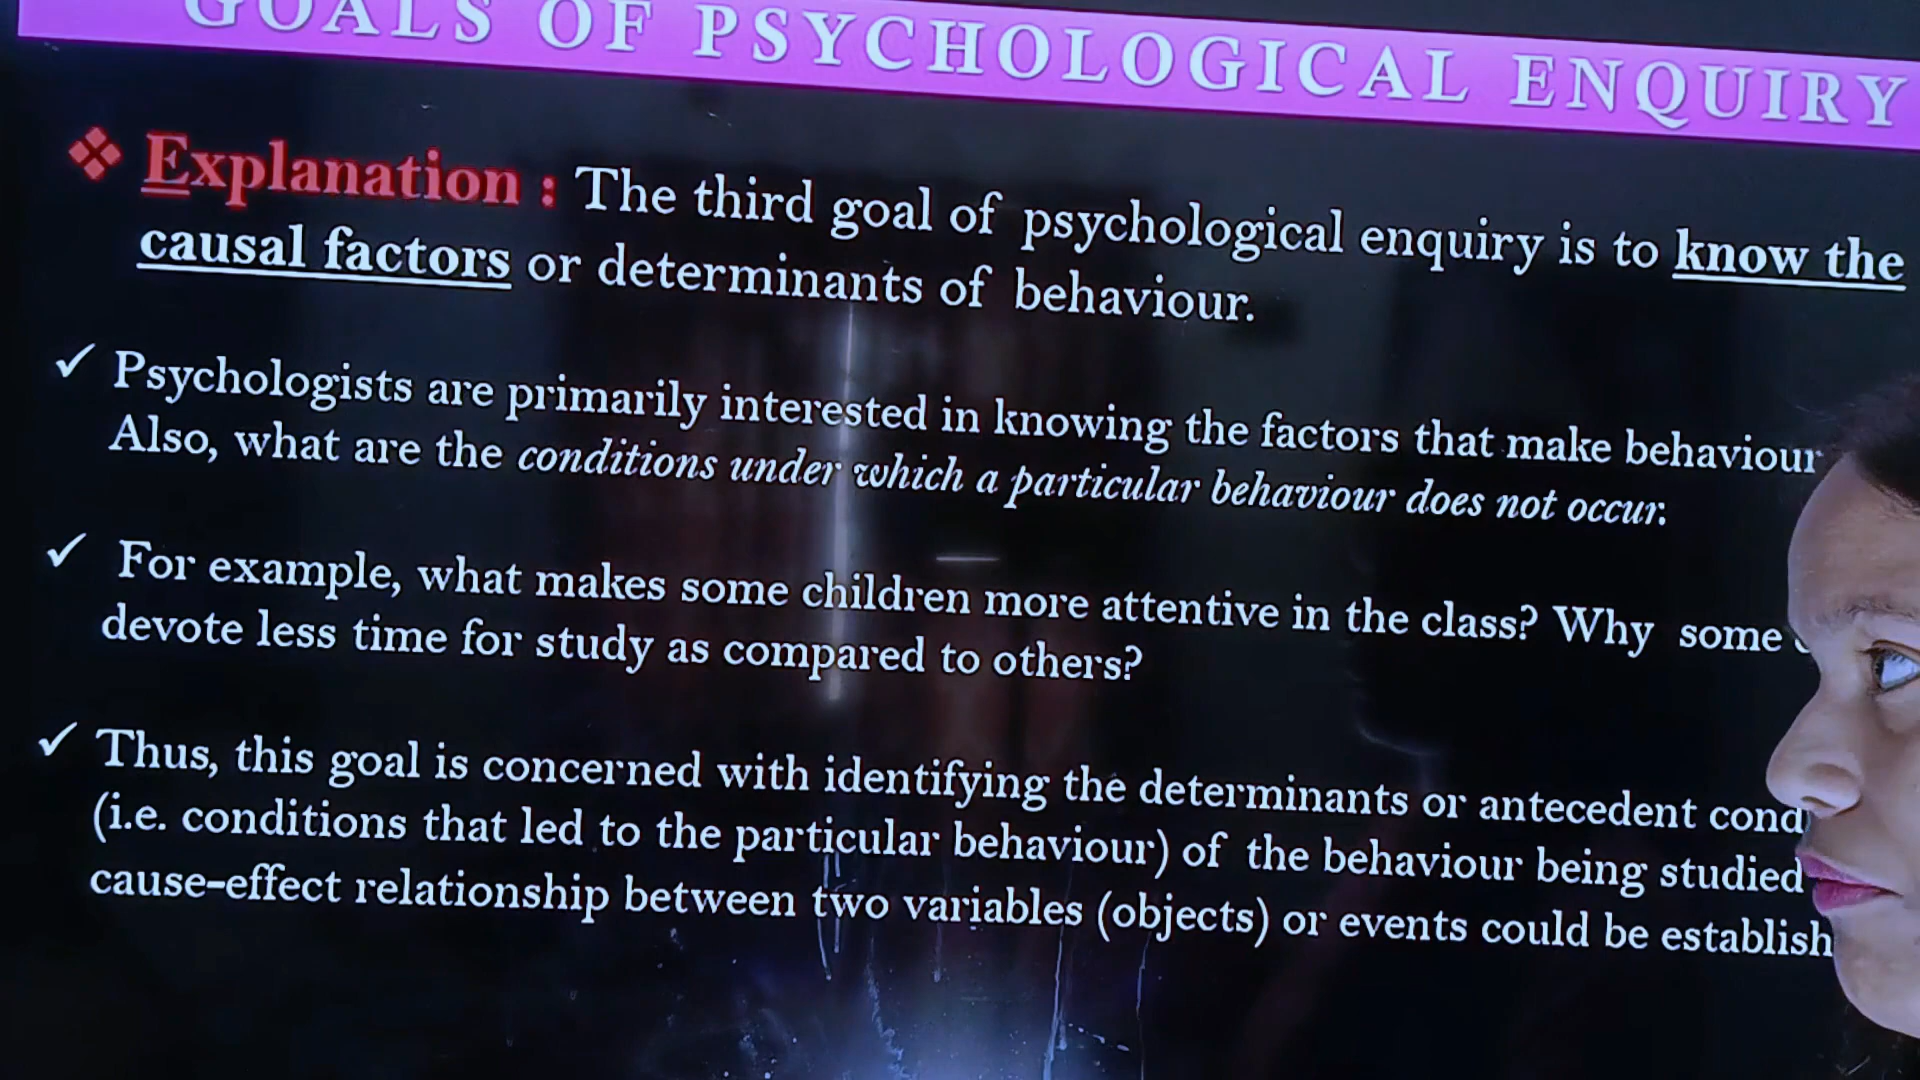 GOALS OF PSYCHOLOGICAL ENQUIRY
❖ Explanation : The third goal of psychological enquiry is to know the
causal factors or determinants of behaviour.
✓ Psychologists are primarily interested in knowing the factors that make behaviour
Also, what are the conditions under which a particular behaviour does not occur.
✓ For example, what makes some children more attentive in the class? Why some
devote less time for study as compared to others?
✓ Thus, this goal is concerned with identifying the determinants or antecedent cond
(i.e. conditions that led to the particular behaviour) of the behaviour being studied
cause-effect relationship between two variables (objects) or events could be establish